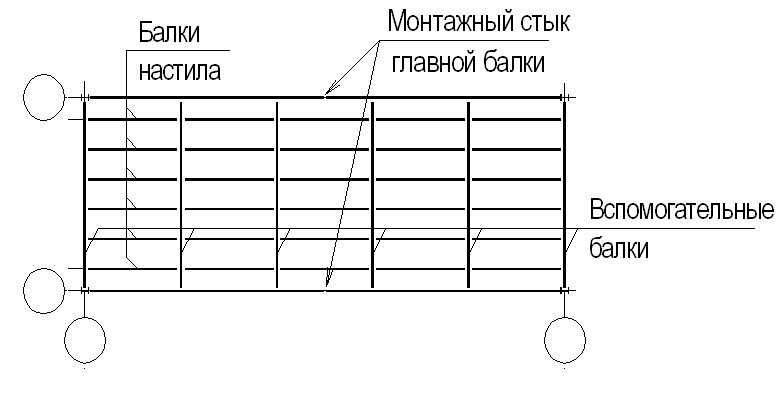 Балки
настила
Монтажный стык
главной балки
Вспомогательные
балки